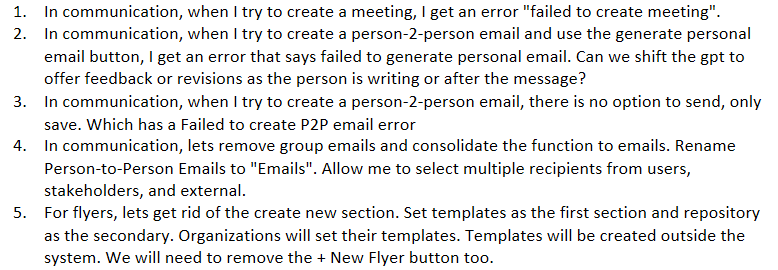 1. In communication, when I try to create a meeting, I get an error "failed to create meeting".
2. In communication, when I try to create a person-2-person email and use the generate personal
email button, I get an error that says failed to generate personal email. Can we shift the gpt to
offer feedback or revisions as the person is writing or after the message?
3. In communication, when I try to create a person-2-person email, there is no option to send, only
save. Which has a Failed to create P2P email error
4. In communication, lets remove group emails and consolidate the function to emails. Rename
Person-to-Person Emails to "Emails". Allow me to select multiple recipients from users,
stakeholders, and external.
5. For flyers, lets get rid of the create new section. Set templates as the first section and repository
as the secondary. Organizations will set their templates. Templates will be created outside the
system. We will need to remove the + New Flyer button too.